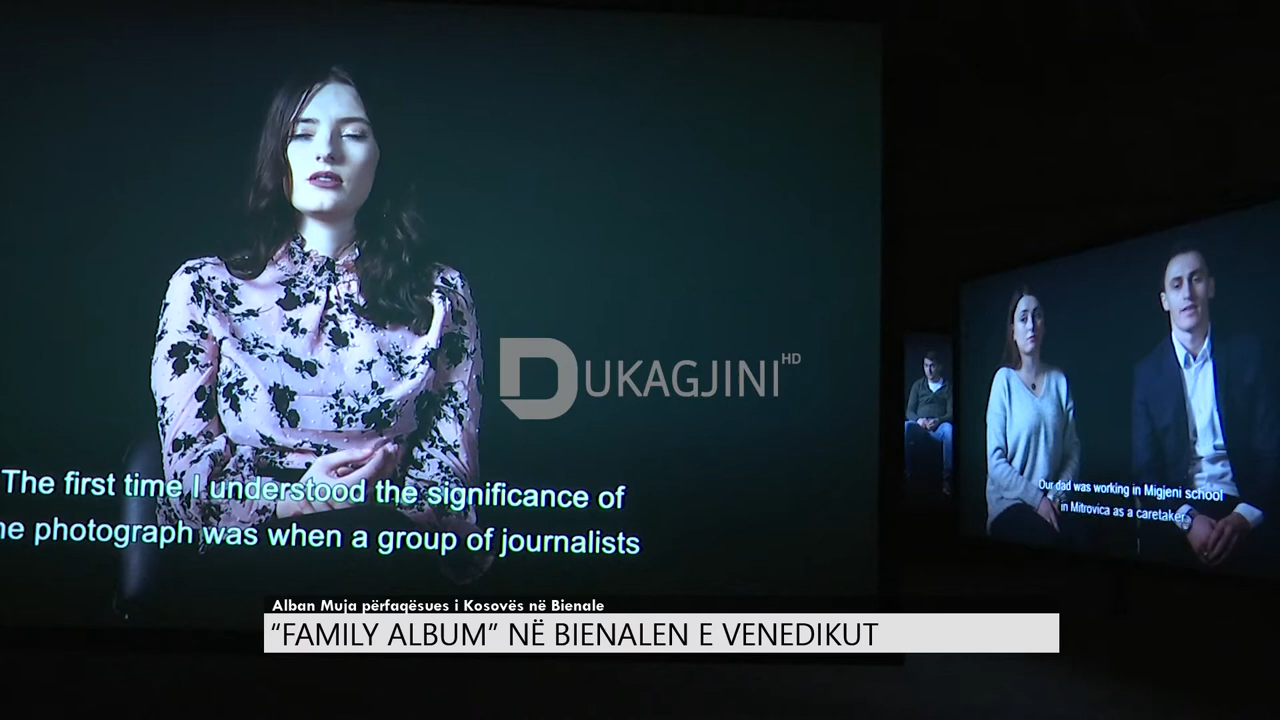 The first time I understood the significance of
he photograph was when a group of journalists
DUKAGJINI HD
Our dad was working in Migjeni school
in Mitrovica as a caretaker
Alban Muja përfaqësues i Kosovës në Bienale
“FAMILY ALBUM” NË BIENALEN E VENEDIKUT